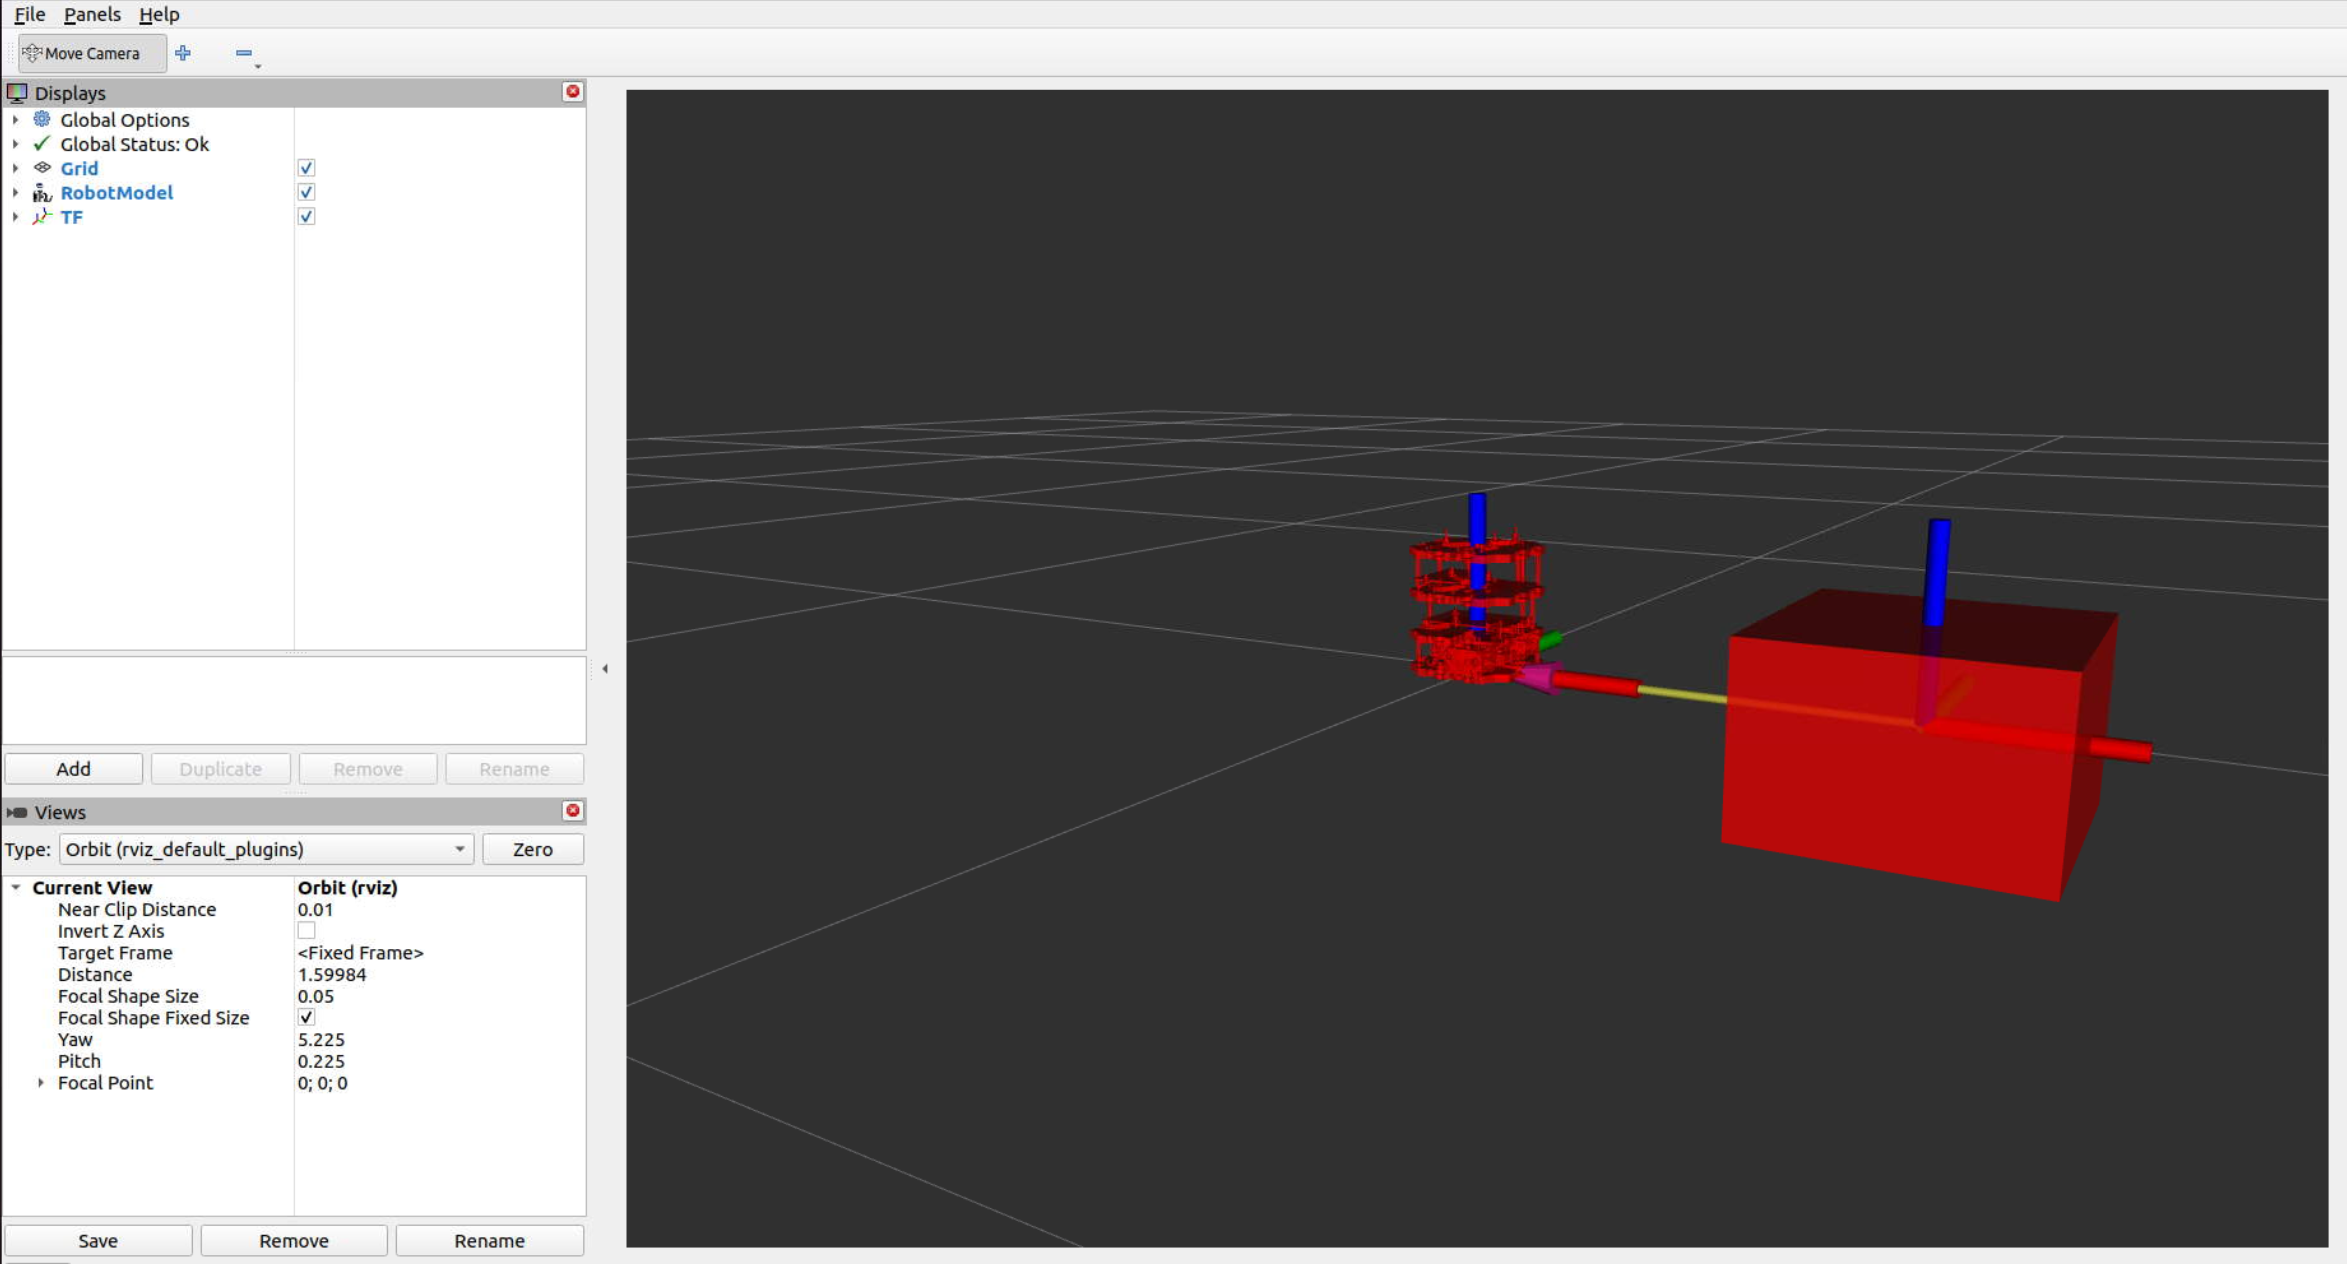 File Panels Help
Move Camera
Displays
Global Options
Global Status: Ok
Grid
RobotModel
TF
Add Duplicate Remove Rename
Views
Type: Orbit (rviz_default_plugins) Zero
Current View Orbit (rviz)
Near Clip Distance 0.01
Invert Z Axis
Target Frame <Fixed Frame>
Distance 1.59984
Focal Shape Size 0.05
Focal Shape Fixed Size
Yaw 5.225
Pitch 0.225
Focal Point 0; 0; 0
Save Remove Rename